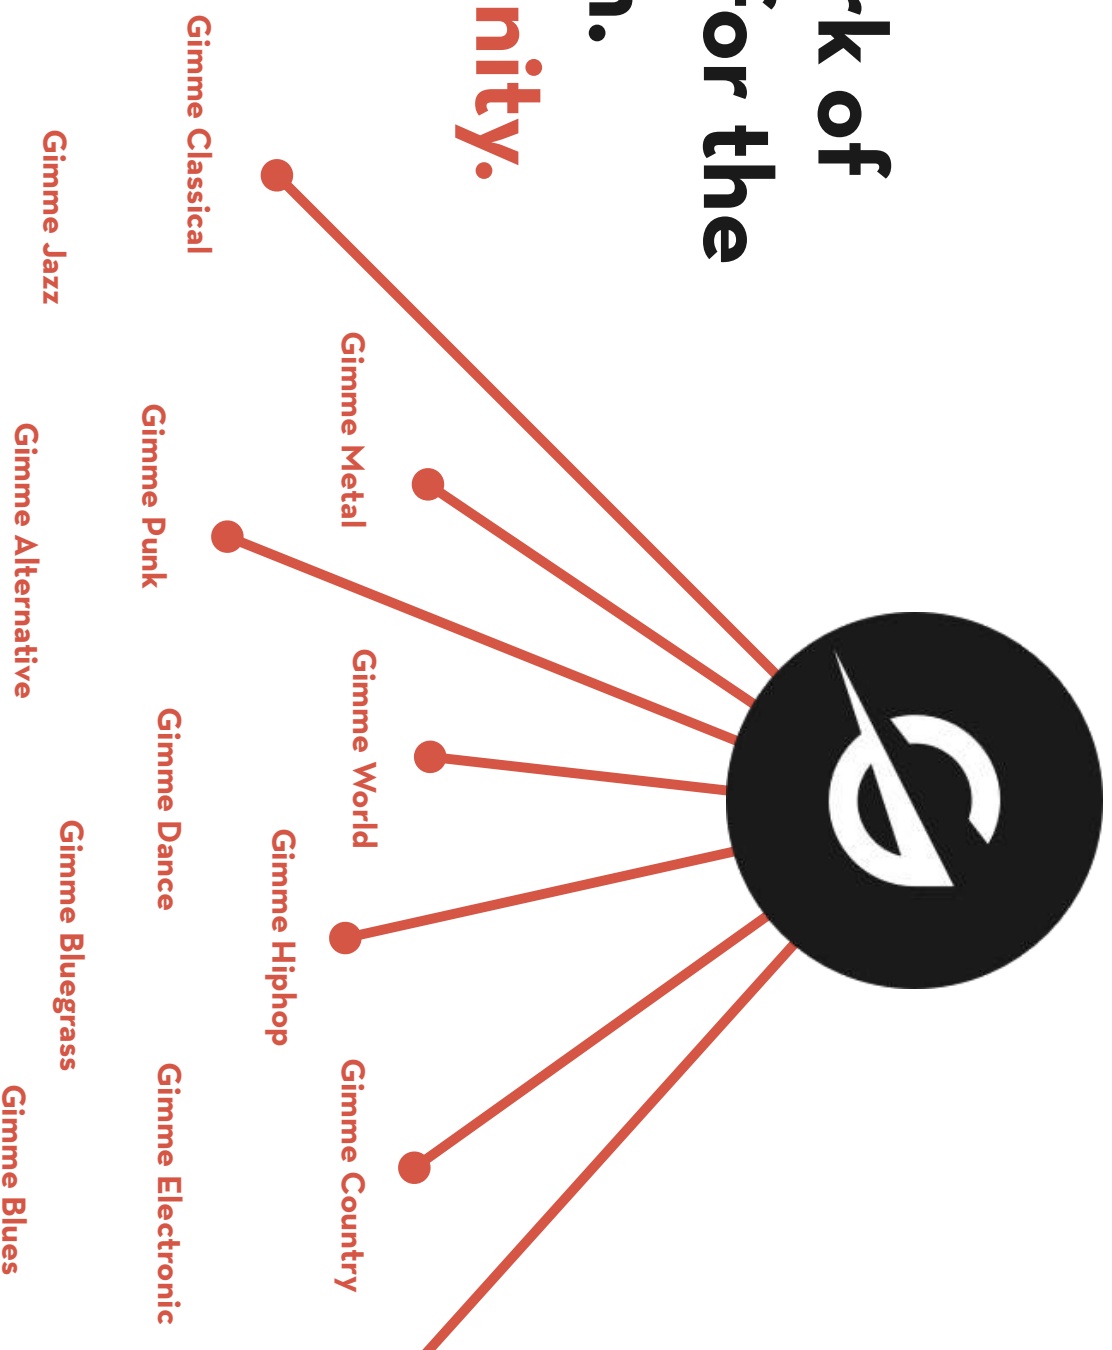 rk of
for the
n.
nity.
Gimme Metal
Gimme World
Gimme Country
Gimme Hiphop
Gimme Classical
Gimme Punk
Gimme Dance
Gimme Electronic
Gimme Jazz
Gimme Bluegrass
Gimme Alternative
Gimme Blues